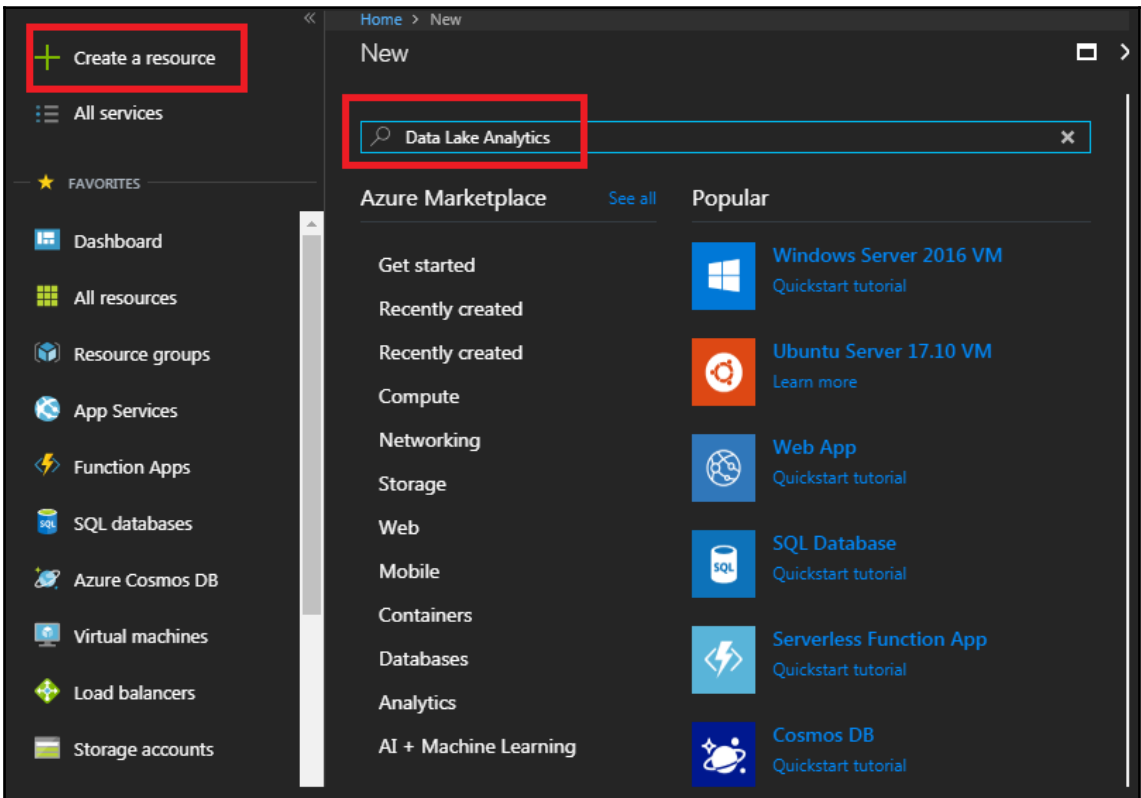 «
Create a resource
All services
FAVORITES
Dashboard
All resources
Resource groups
App Services
Function Apps
SQL
SQL databases
Azure Cosmos DB
Virtual machines
Load balancers
Storage accounts
Home > New
New
Data Lake Analytics
Azure Marketplace
See all
Get started
Recently created
Recently created
Compute
Networking
Storage
Web
Mobile
Containers
Databases
Analytics
AI + Machine Learning
Popular
Windows Server 2016 VM
Quickstart tutorial
Ubuntu Server 17.10 VM
Learn more
Web App
Quickstart tutorial
SQL
SQL Database
Quickstart tutorial
Serverless Function App
Quickstart tutorial
Cosmos DB
Quickstart tutorial